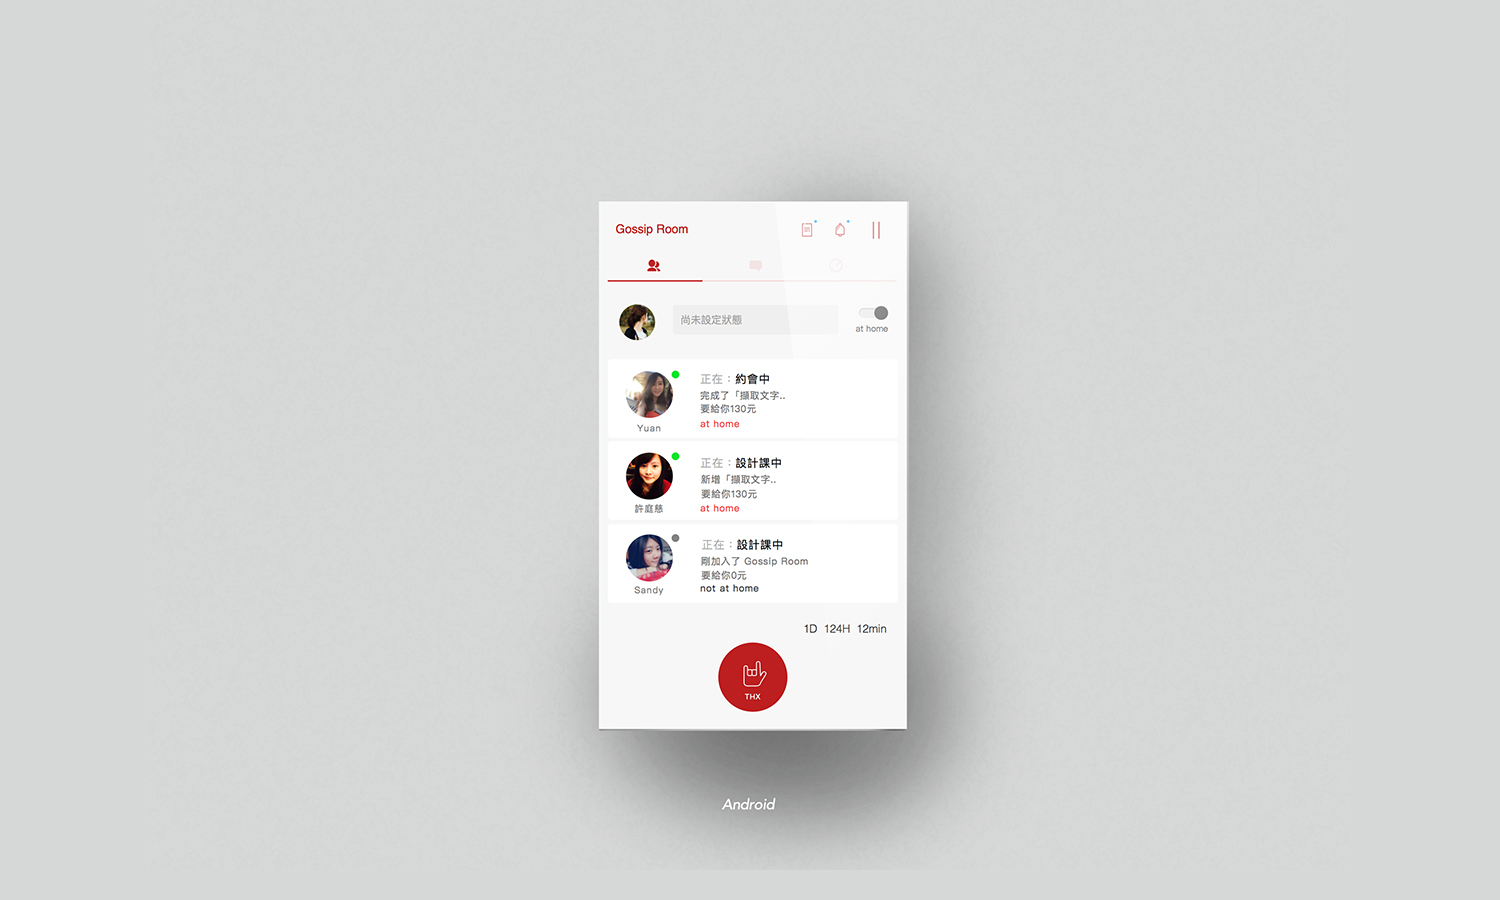 Gossip Room
尚未設定狀態
at home
正在：約會中
完成了「擷取文字..
要給你130元
at home
Yuan
正在：設計課中
新增「擷取文字..
要給你130元
at home
許庭慈
正在：設計課中
剛加入了 Gossip Room
要給你0元
not at home
Sandy
1D 124H 12min
THX
Android